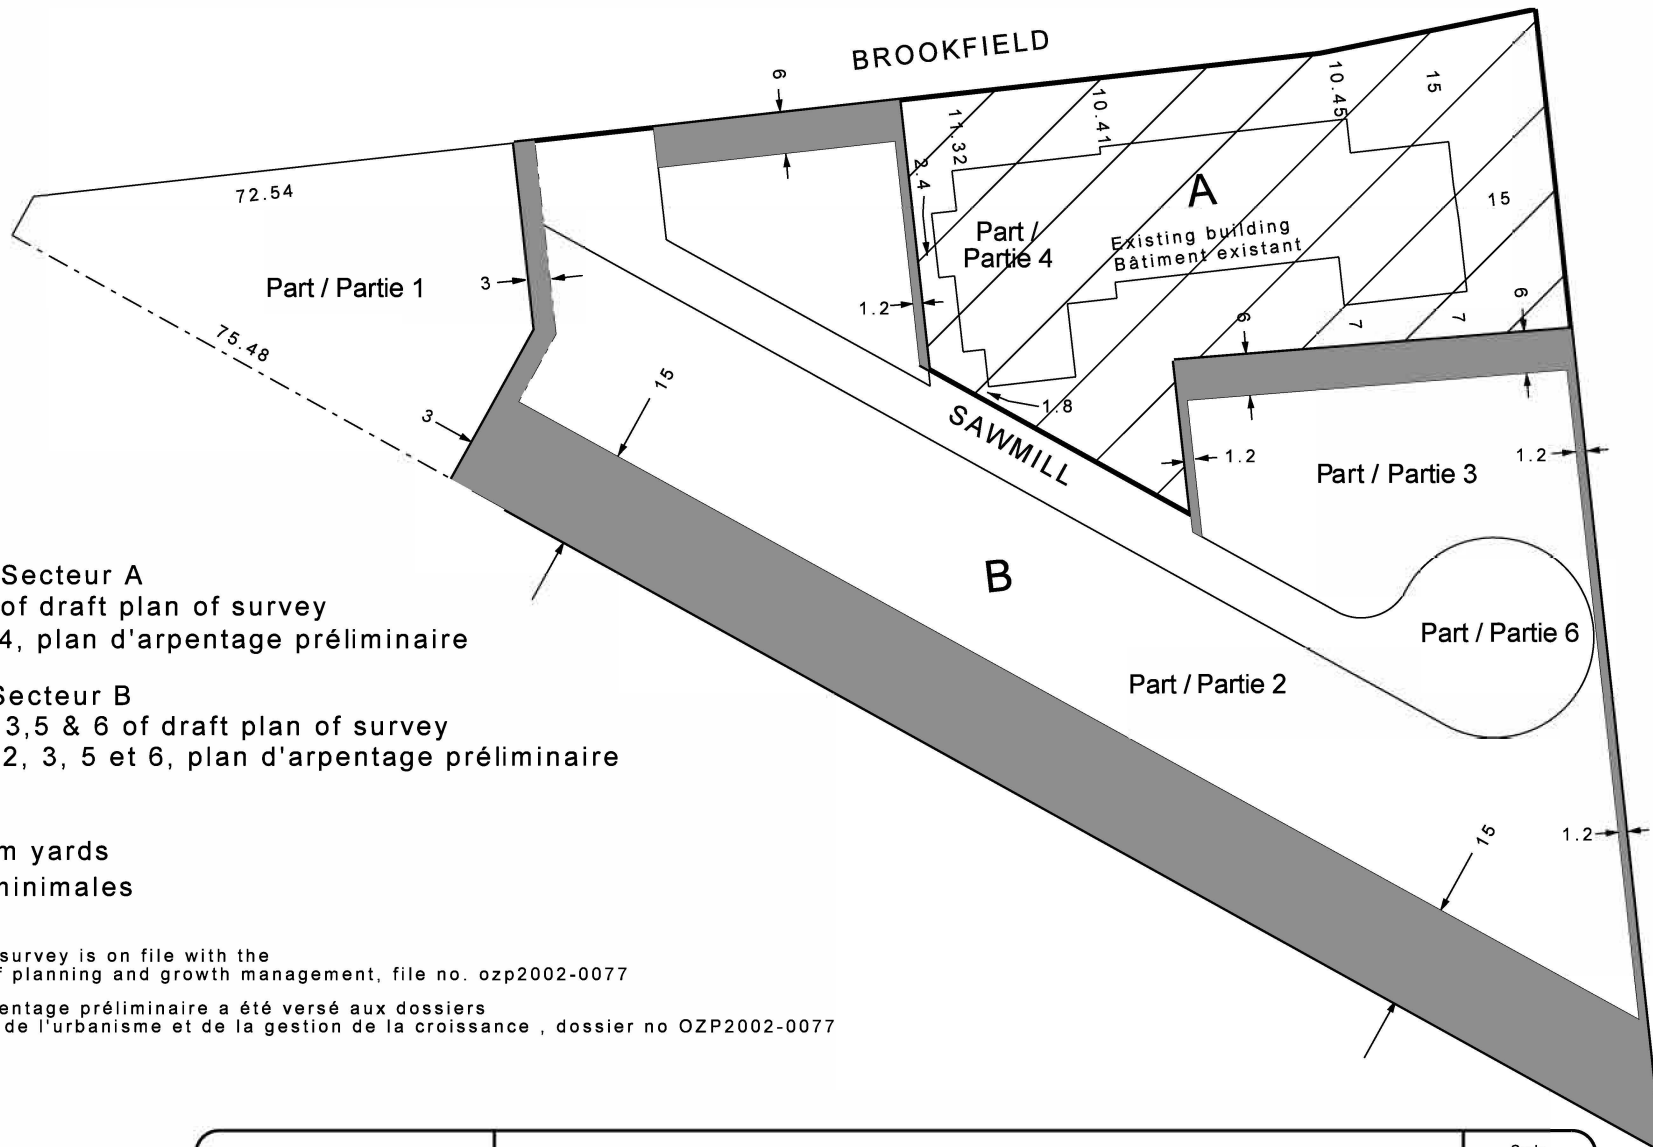 BROOKFIELD
6
72.54
Part / Partie 1
75.48
3
3
15
11.32
2.4
10.41
10.45
15
15
A
Part /
Partie 4
Existing building
Bâtiment existant
1.2
6
7
7
6
1.8
SAWMILL
1.2
1.2
Part / Partie 3
B
Part / Partie 6
Part / Partie 2
15
1.2
Secteur A
of draft plan of survey
4, plan d'arpentage préliminaire
Secteur B
3,5 & 6 of draft plan of survey
2, 3, 5 et 6, plan d'arpentage préliminaire
m yards
minimales
survey is on file with the
f planning and growth management, file no. ozp2002-0077
entage préliminaire a été versé aux dossiers
de l'urbanisme et de la gestion de la croissance , dossier no OZP2002-0077